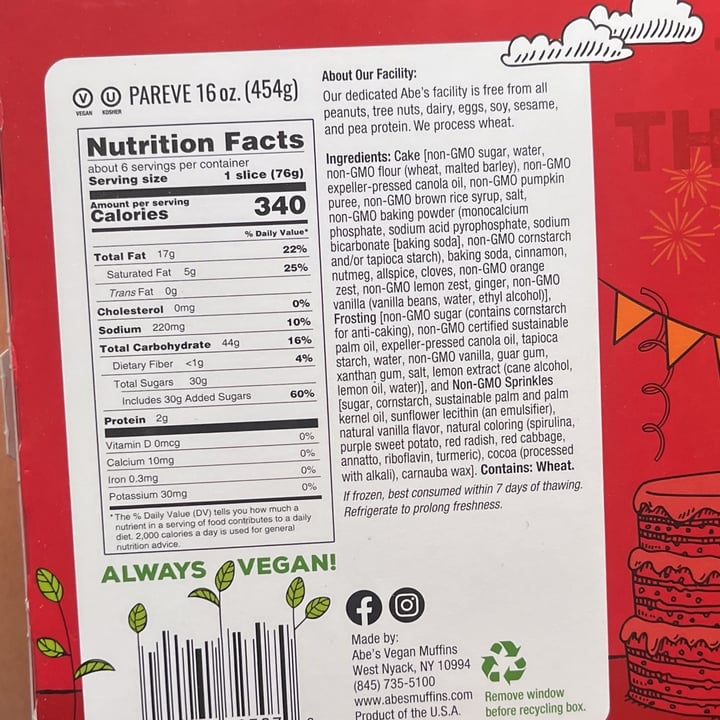 V U PAREVE 16 oz. (454g)
VEGAN KOSHER
Nutrition Facts
about 6 servings per container
Serving size 1 slice (76g)
Amount per serving
Calories 340
% Daily Value*
Total Fat 17g 22%
Saturated Fat 5g 25%
Trans Fat 0g
Cholesterol 0mg 0%
Sodium 220mg 10%
Total Carbohydrate 44g 16%
Dietary Fiber <1g 4%
Total Sugars 30g
Includes 30g Added Sugars 60%
Protein 2g
Vitamin D 0mcg 0%
Calcium 10mg 0%
Iron 0.3mg 0%
Potassium 30mg 0%
*The % Daily Value (DV) tells you how much a
nutrient in a serving of food contributes to a daily
diet. 2,000 calories a day is used for general
nutrition advice.
ALWAYS VEGAN!
About Our Facility:
Our dedicated Abe's facility is free from all
peanuts, tree nuts, dairy, eggs, soy, sesame,
and pea protein. We process wheat.
Ingredients: Cake [non-GMO sugar, water,
non-GMO flour (wheat, malted barley), non-GMO
expeller-pressed canola oil, non-GMO pumpkin
puree, non-GMO brown rice syrup, salt,
non-GMO baking powder (monocalcium
phosphate, sodium acid pyrophosphate, sodium
bicarbonate [baking soda], non-GMO cornstarch
and/or tapioca starch), baking soda, cinnamon,
nutmeg, allspice, cloves, non-GMO orange
zest, non-GMO lemon zest, ginger, non-GMO
vanilla (vanilla beans, water, ethyl alcohol)],
Frosting [non-GMO sugar (contains cornstarch
for anti-caking), non-GMO certified sustainable
palm oil, expeller-pressed canola oil, tapioca
starch, water, non-GMO vanilla, guar gum,
xanthan gum, salt, lemon extract (cane alcohol,
lemon oil, water)], and Non-GMO Sprinkles
[sugar, cornstarch, sustainable palm and palm
kernel oil, sunflower lecithin (an emulsifier),
natural vanilla flavor, natural coloring (spirulina,
purple sweet potato, red radish, red cabbage,
annatto, riboflavin, turmeric), cocoa (processed
with alkali), carnauba wax]. Contains: Wheat.
If frozen, best consumed within 7 days of thawing.
Refrigerate to prolong freshness.
Made by:
Abe's Vegan Muffins
West Nyack, NY 10994
(845) 735-5100
www.abesmuffins.com
Product of the U.S.A.
Remove window
before recycling box.